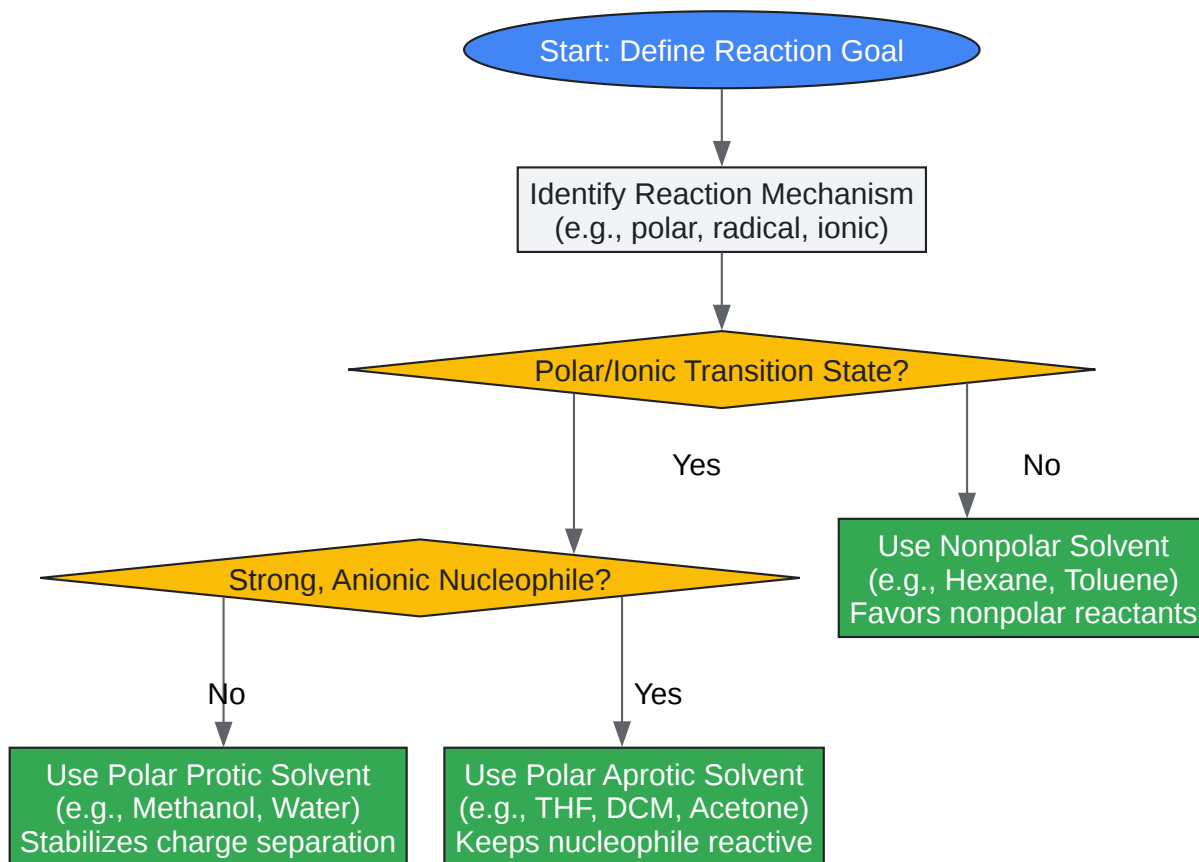 Start: Define Reaction Goal
Identify Reaction Mechanism
(e.g., polar, radical, ionic)
Polar/Ionic Transition State?
Yes
No
Use Nonpolar Solvent
(e.g., Hexane, Toluene)
Favors nonpolar reactants
Strong, Anionic Nucleophile?
No
Yes
Use Polar Protic Solvent
(e.g., Methanol, Water)
Stabilizes charge separation
Use Polar Aprotic Solvent
(e.g., THF, DCM, Acetone)
Keeps nucleophile reactive